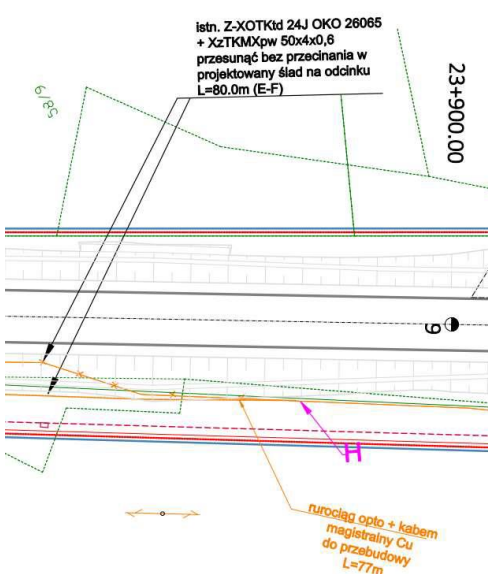 istn. Z-XOTKtd 24J OKO 26065
+ XzTKMXpw 50x4x0,6
przesunąć bez przecinania w
projektowany ślad na odcinku
L=80.0m (E-F)
58/9
23+900.00
9
H
rurociąg opto + kabem
magistralny Cu
do przebudowy
L=77m